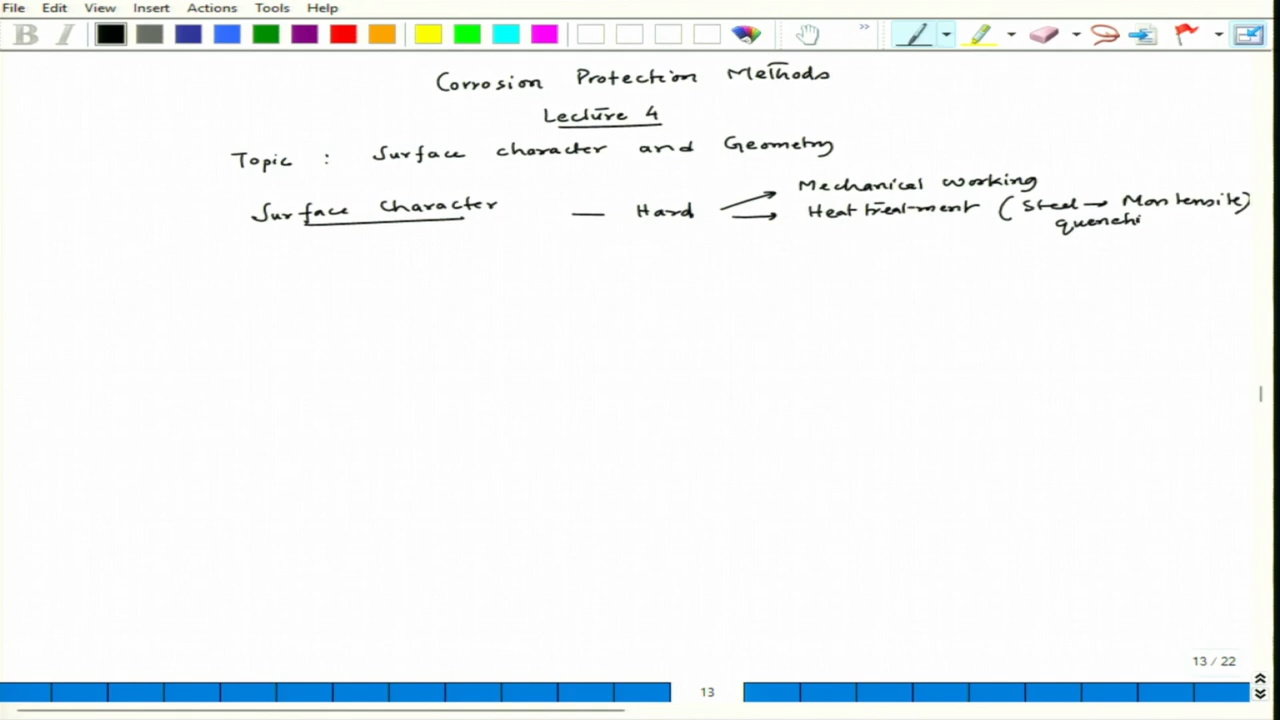 File Edit View Insert Actions Tools Help
B I
Corrosion Protection Methods
Lecture 4
Topic : Surface character and Geometry
Surface Character — Hard
Mechanical working
Heat treatment (Steel → Martensite)
quenchi
13 / 22
13